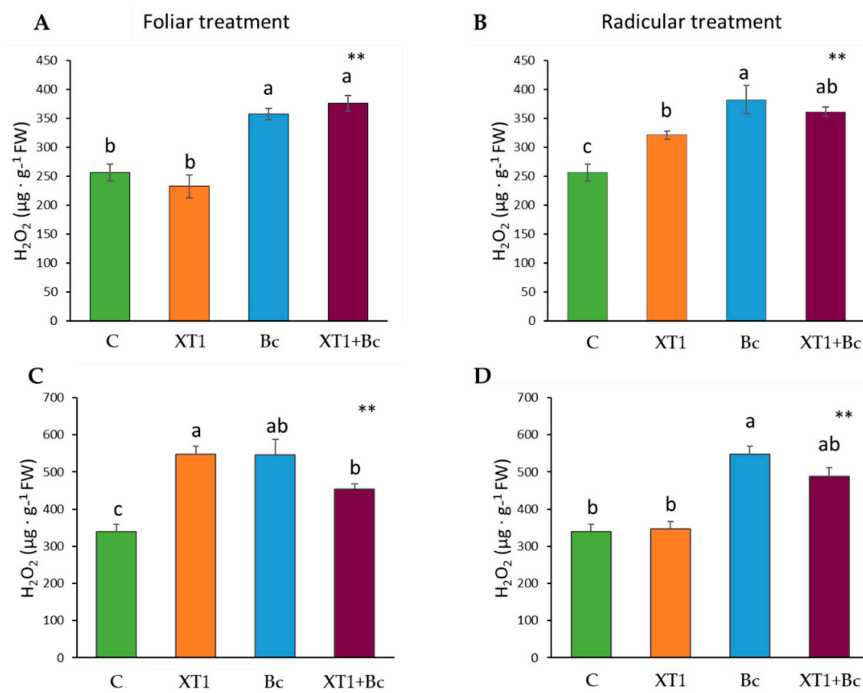 A Foliar treatment
B Radicular treatment
**
a
a
b
b
450
400
350
300
250
200
150
100
50
0
H₂O₂ (µg · g⁻¹ FW)
C XT1 Bc XT1+Bc
**
a
ab
b
c
450
400
350
300
250
200
150
100
50
0
H₂O₂ (µg · g⁻¹ FW)
C XT1 Bc XT1+Bc
C
**
a
ab
b
c
700
600
500
400
300
200
100
0
H₂O₂ (µg · g⁻¹ FW)
C XT1 Bc XT1+Bc
D
**
a
ab
b
b
700
600
500
400
300
200
100
0
H₂O₂ (µg · g⁻¹ FW)
C XT1 Bc XT1+Bc